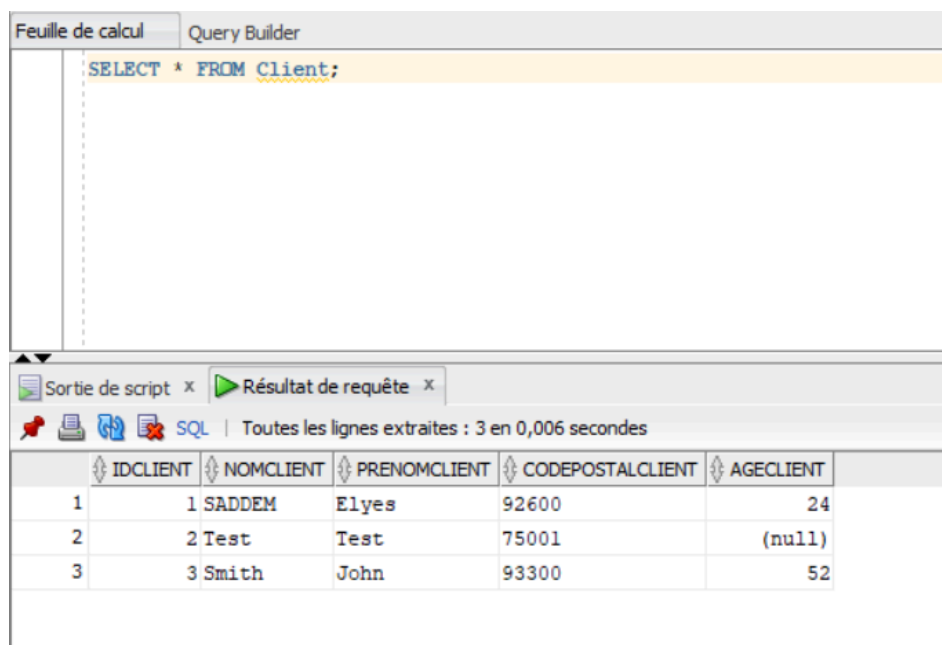 Feuille de calcul Query Builder
SELECT * FROM Client;
Sortie de script x Résultat de requête x
SQL | Toutes les lignes extraites : 3 en 0,006 secondes
IDCLIENT NOMCLIENT PRENOMCLIENT CODEPOSTALCLIENT AGECLIENT
1 1 SADDEM Elyes 92600 24
2 2 Test Test 75001 (null)
3 3 Smith John 93300 52